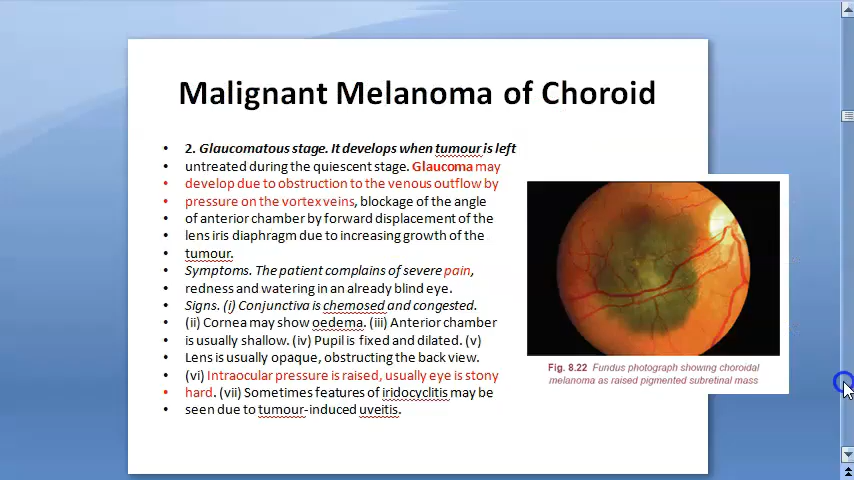 Malignant Melanoma of Choroid
• 2. Glaucomatous stage. It develops when tumour is left
• untreated during the quiescent stage. Glaucoma may
• develop due to obstruction to the venous outflow by
• pressure on the vortex veins, blockage of the angle
• of anterior chamber by forward displacement of the
• lens iris diaphragm due to increasing growth of the
• tumour.
• Symptoms. The patient complains of severe pain,
• redness and watering in an already blind eye.
• Signs. (i) Conjunctiva is chemosed and congested.
• (ii) Cornea may show oedema. (iii) Anterior chamber
• is usually shallow. (iv) Pupil is fixed and dilated. (v)
• Lens is usually opaque, obstructing the back view.
• (vi) Intraocular pressure is raised, usually eye is stony
• hard. (vii) Sometimes features of iridocyclitis may be
• seen due to tumour-induced uveitis.
Fig. 8.22 Fundus photograph showing choroidal
melanoma as raised pigmented subretinal mass